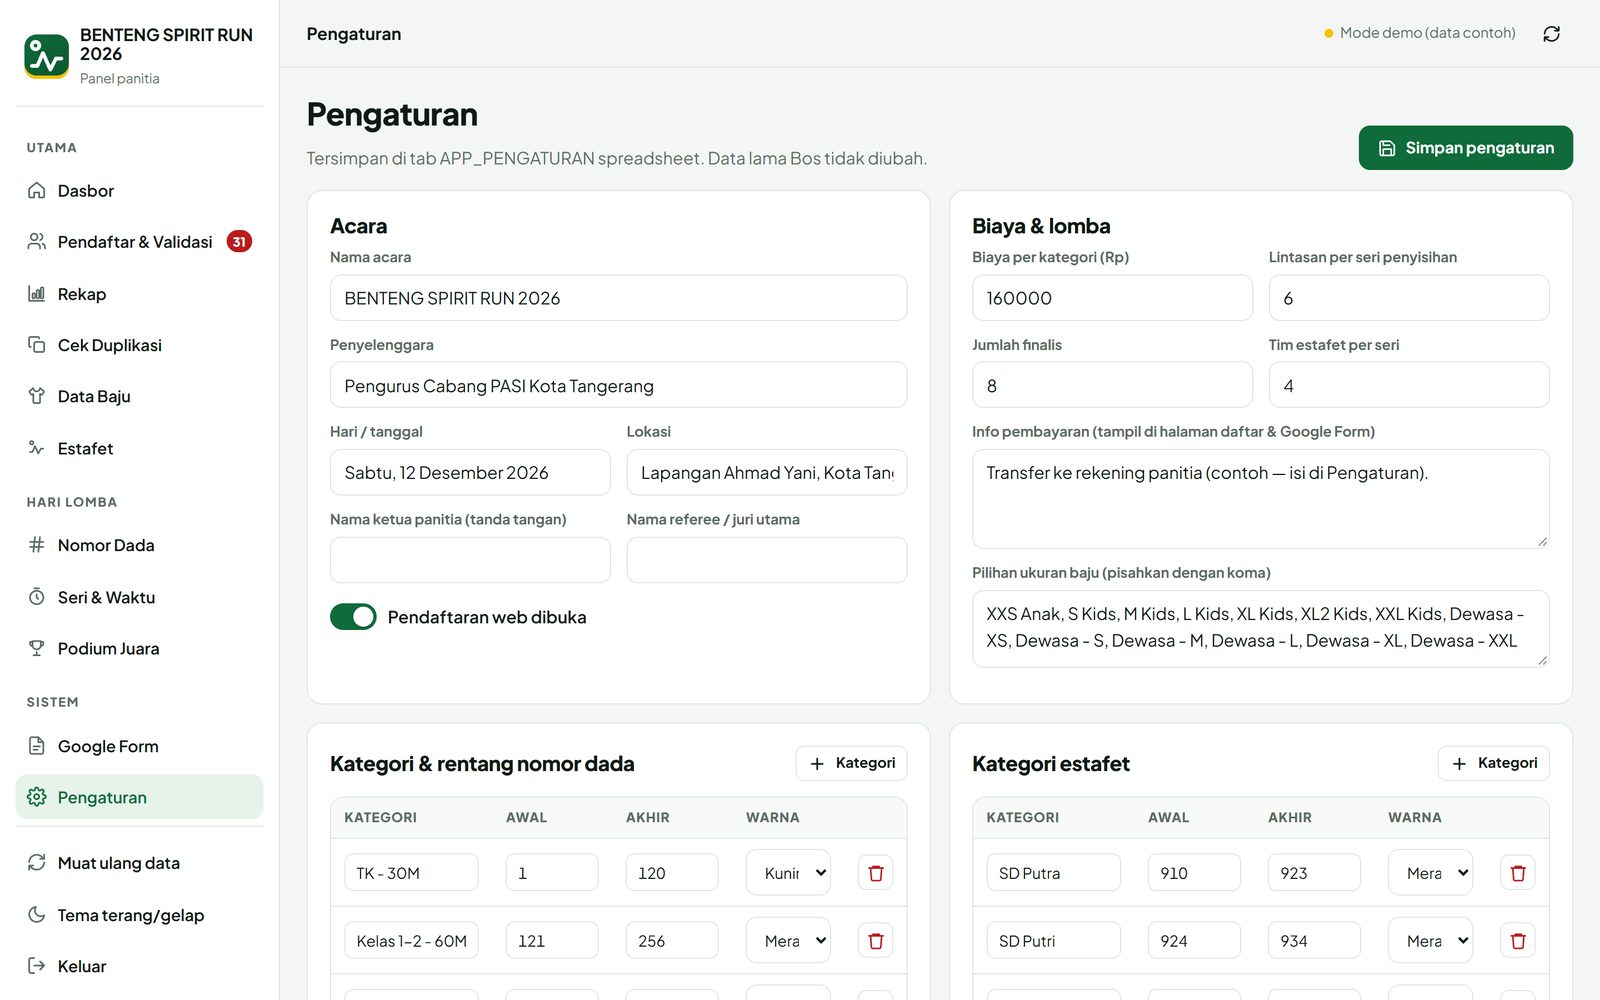 BENTENG SPIRIT RUN
2026
Panel panitia
UTAMA
Dasbor
Pendaftar & Validasi 31
Rekap
Cek Duplikasi
Data Baju
Estafet
HARI LOMBA
Nomor Dada
Seri & Waktu
Podium Juara
SISTEM
Google Form
Pengaturan
Muat ulang data
Tema terang/gelap
Keluar
Pengaturan
Mode demo (data contoh)
Pengaturan
Tersimpan di tab APP_PENGATURAN spreadsheet. Data lama Bos tidak diubah.
Simpan pengaturan
Acara
Nama acara
BENTENG SPIRIT RUN 2026
Penyelenggara
Pengurus Cabang PASI Kota Tangerang
Hari / tanggal
Lokasi
Sabtu, 12 Desember 2026
Lapangan Ahmad Yani, Kota Tang
Nama ketua panitia (tanda tangan)
Nama referee / juri utama
Pendaftaran web dibuka
Biaya & lomba
Biaya per kategori (Rp)
Lintasan per seri penyisihan
160000
6
Jumlah finalis
Tim estafet per seri
8
4
Info pembayaran (tampil di halaman daftar & Google Form)
Transfer ke rekening panitia (contoh — isi di Pengaturan).
Pilihan ukuran baju (pisahkan dengan koma)
XXS Anak, S Kids, M Kids, L Kids, XL Kids, XL2 Kids, XXL Kids, Dewasa -
XS, Dewasa - S, Dewasa - M, Dewasa - L, Dewasa - XL, Dewasa - XXL
Kategori & rentang nomor dada
+ Kategori
KATEGORI AWAL AKHIR WARNA
TK - 30M 1 120 Kunir
Kelas 1–2 - 60M 121 256 Mera
Kategori estafet
+ Kategori
KATEGORI AWAL AKHIR WARNA
SD Putra 910 923 Mera
SD Putri 924 934 Mera